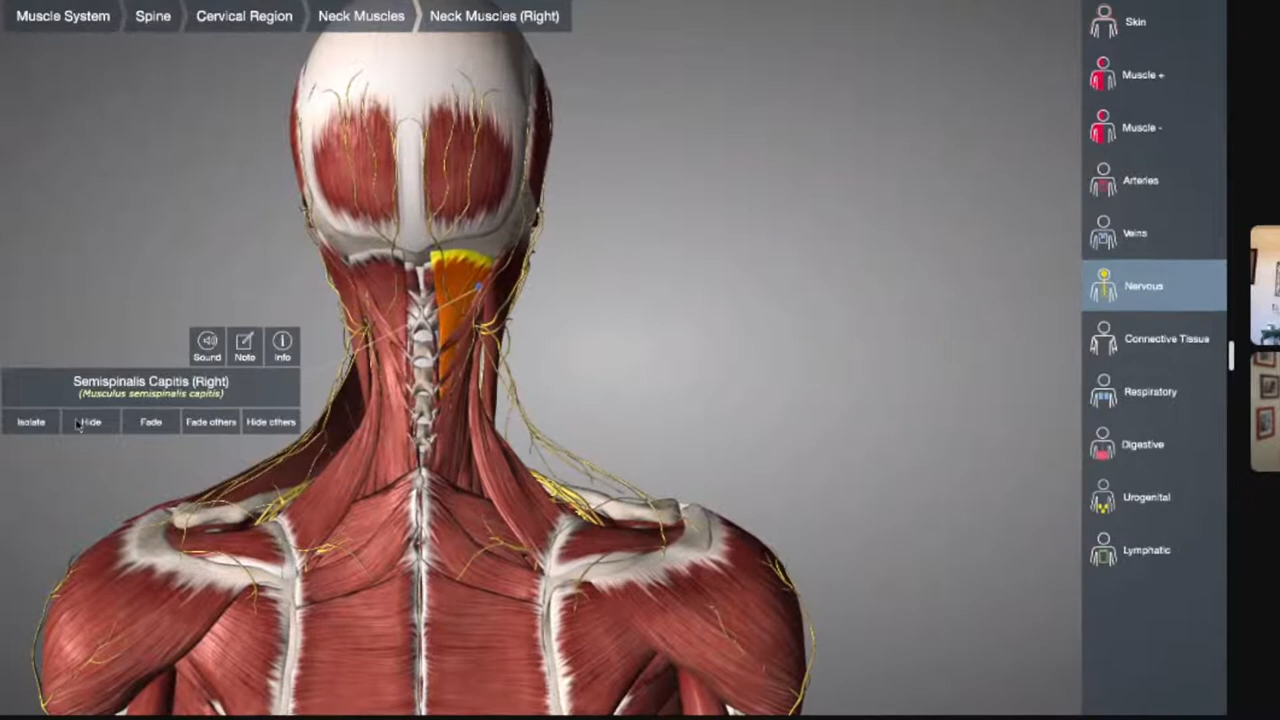 Muscle System
Spine
Cervical Region
Neck Muscles
Neck Muscles (Right)
Skin
Muscle +
Muscle -
Arteries
Veins
Nervous
Connective Tissue
Respiratory
Digestive
Urogenital
Lymphatic
Sound
Note
Info
Semispinalis Capitis (Right)
(Musculus semispinalis capitis)
Isolate
Hide
Fade
Fade others
Hide others